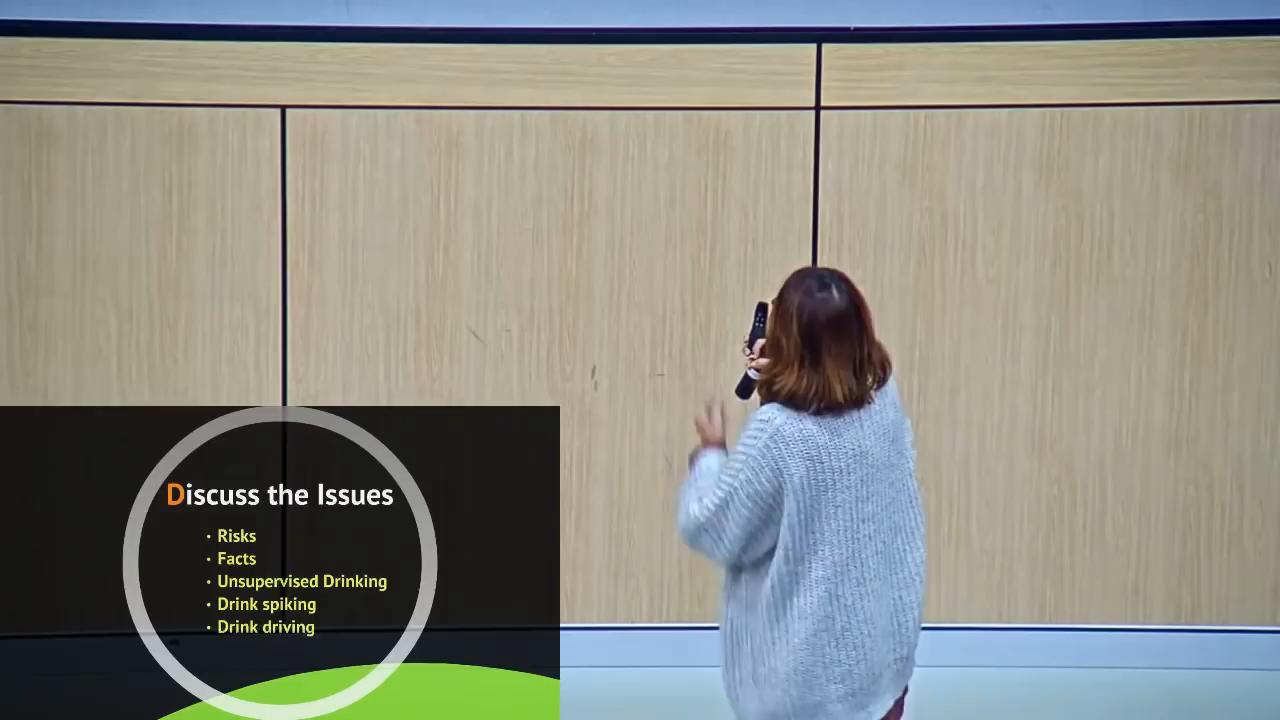 Discuss the Issues
• Risks
• Facts
• Unsupervised Drinking
• Drink spiking
• Drink driving